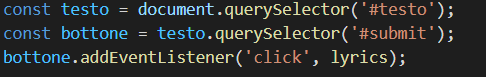 const testo = document.querySelector('#testo');
const bottone = testo.querySelector('#submit');
bottone.addEventListener('click', lyrics);